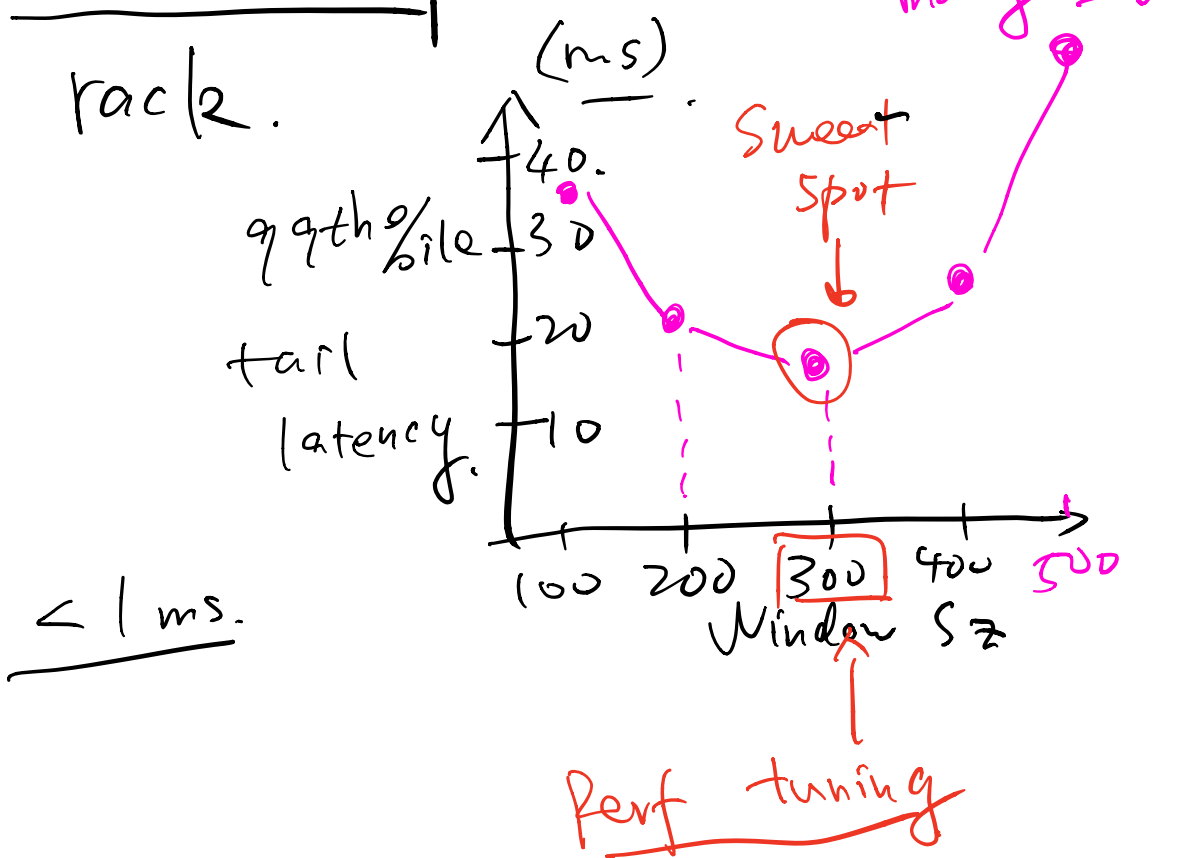 (ms).
rack.
Sweet
spot
40.
99th%ile
30
tail
20
latency.
10
100 200 300 400 500
Window Sz
< 1 ms.
Perf tuning